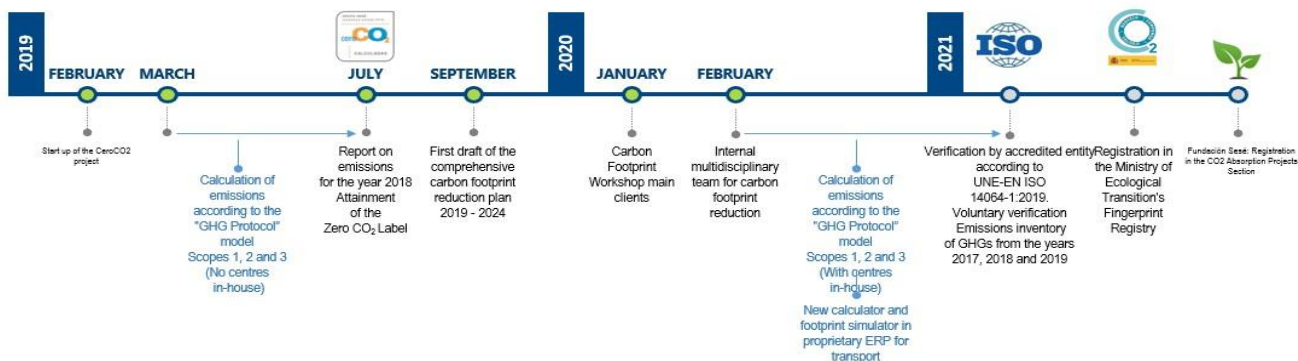 2019
FEBRUARY
MARCH
JULY
SEPTEMBER
2020
JANUARY
FEBRUARY
2021
ceroCO2
CALCULADO
ISO
CO2
Start up of the CeroCO2
project
Calculation of
emissions
according to the
"GHG Protocol"
model
Scopes 1, 2 and 3
(No centres
in-house)
Report on
emissions
for the year 2018
Attainment
of the
Zero CO₂ Label
First draft of the
comprehensive
carbon footprint
reduction plan
2019 - 2024
Carbon
Footprint
Workshop main
clients
Internal
multidisciplinary
team for carbon
footprint
reduction
Calculation of
emissions
according to the
"GHG Protocol"
model
Scopes 1, 2 and 3
(With centres
in-house)
New calculator and
footprint simulator in
proprietary ERP for
transport
Verification by accredited entity
according to
UNE-EN ISO
14064-1:2019.
Voluntary verification
Emissions inventory
of GHGs from the years
2017, 2018 and 2019
Registration in
the Ministry of
Ecological
Transition's
Fingerprint
Registry
Fundación Sesé: Registration
in the CO2 Absorption Projects
Section